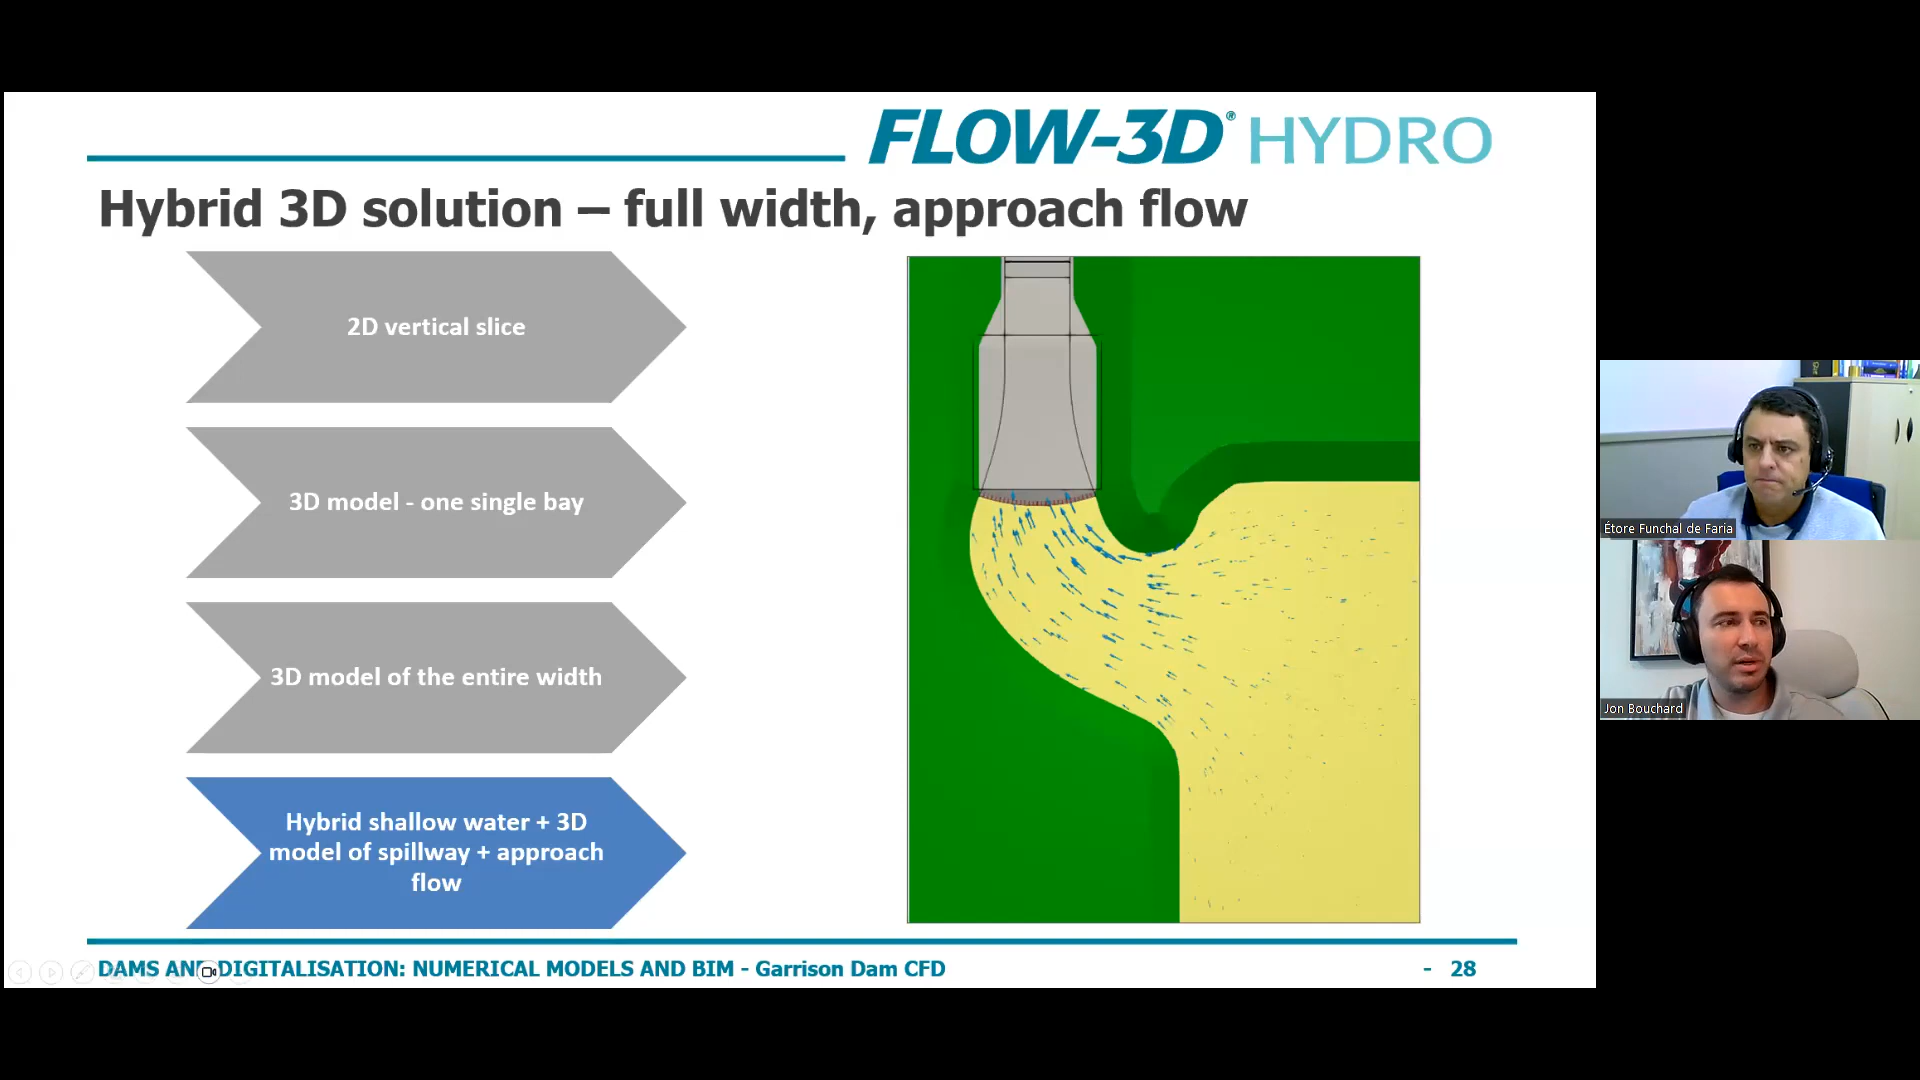 FLOW-3D® HYDRO
Hybrid 3D solution – full width, approach flow
2D vertical slice
3D model - one single bay
3D model of the entire width
Hybrid shallow water + 3D
model of spillway + approach
flow
Étore Funchal de Faria
Jon Bouchard
DAMS AND DIGITALISATION: NUMERICAL MODELS AND BIM - Garrison Dam CFD
- 28